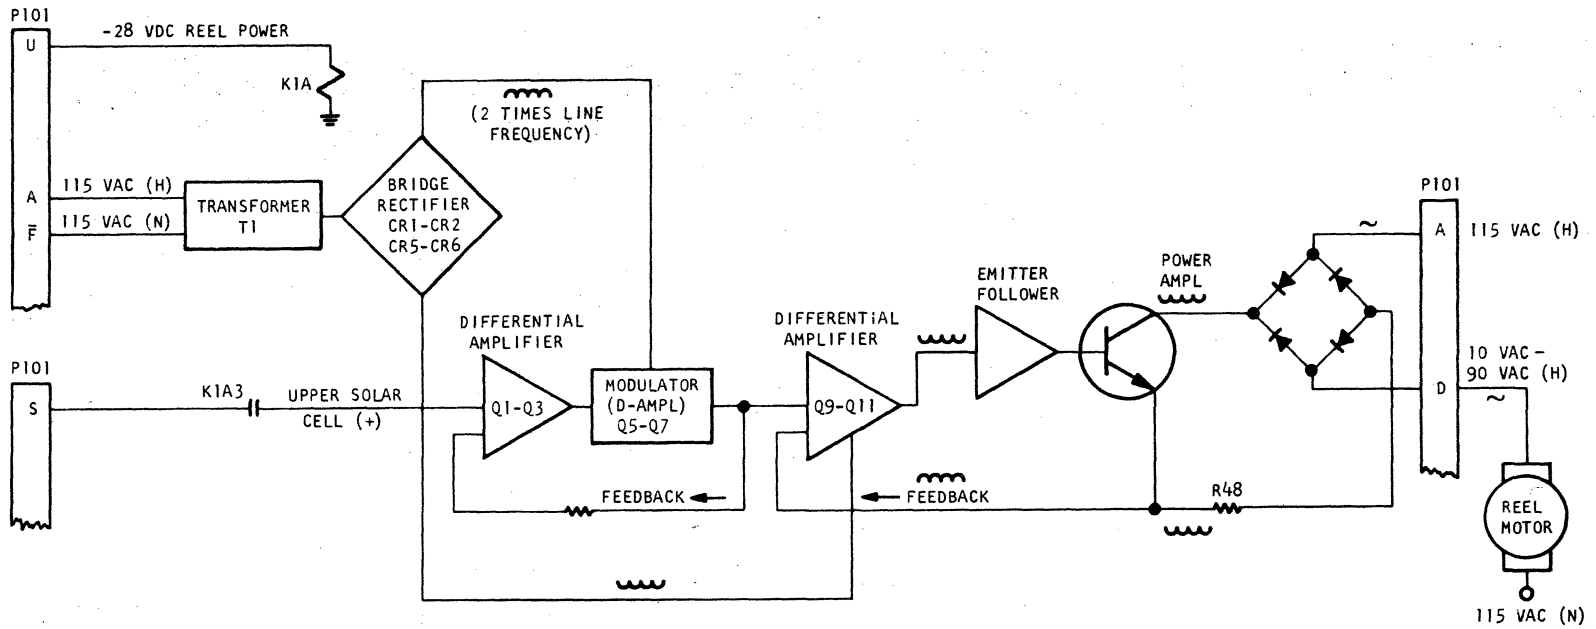 P101
U
-28 VDC REEL POWER
K1A
(2 TIMES LINE
FREQUENCY)
A
115 VAC (H)
F̅
115 VAC (N)
TRANSFORMER
T1
BRIDGE
RECTIFIER
CR1-CR2
CR5-CR6
P101
S
K1A3
UPPER SOLAR
CELL (+)
DIFFERENTIAL
AMPLIFIER
Q1-Q3
MODULATOR
(D-AMPL)
Q5-Q7
FEEDBACK
DIFFERENTIAL
AMPLIFIER
Q9-Q11
FEEDBACK
EMITTER
FOLLOWER
POWER
AMPL
R48
P101
A
115 VAC (H)
~
10 VAC -
90 VAC (H)
D
~
REEL
MOTOR
115 VAC (N)